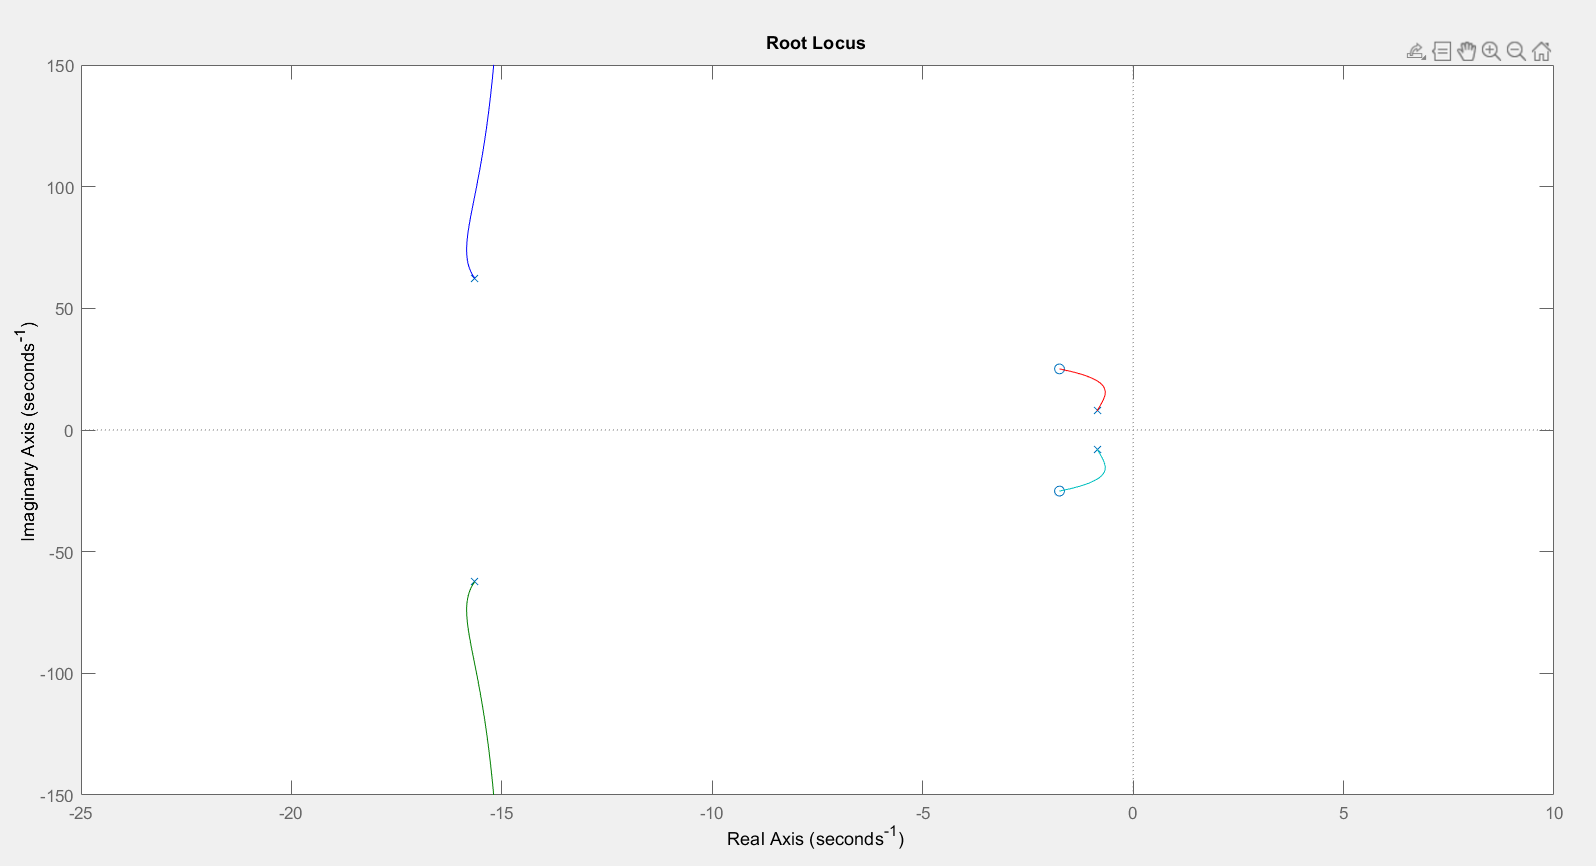 Root Locus
150
100
50
0
-50
-100
-150
Imaginary Axis (seconds⁻¹)
-25 -20 -15 -10 -5 0 5 10
Real Axis (seconds⁻¹)